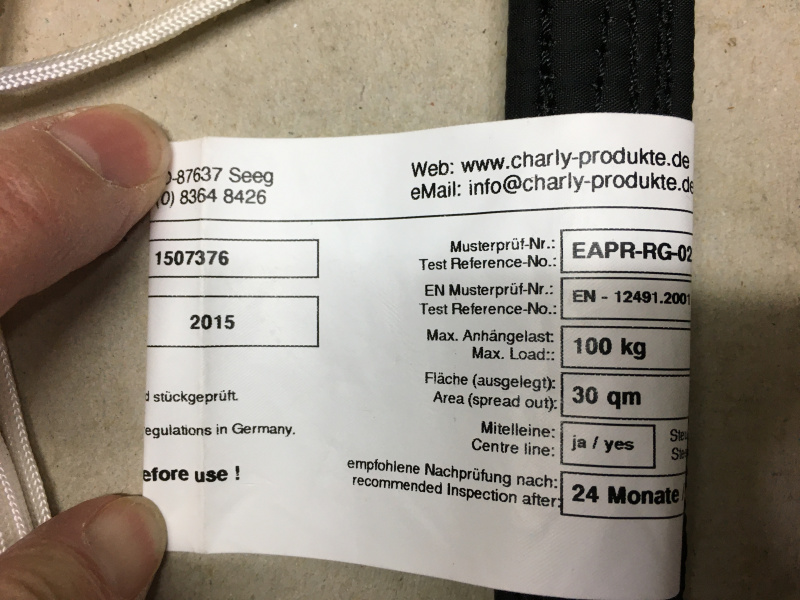 87637 Seeg
0) 8364 8426
Web: www.charly-produkte.de
eMail: info@charly-produkte.de
1507376
2015
stückgeprüft.
regulations in Germany.
before use !
Musterprüf-Nr.:
Test Reference-No.:
EAPR-RG-02
EN Musterprüf-Nr.:
Test Reference-No.:
EN - 12491.2001
Max. Anhängelast:
Max. Load::
100 kg
Fläche (ausgelegt):
Area (spread out):
30 qm
Mitelleine:
Centre line:
ja / yes
empfohlene Nachprüfung nach:
recommended Inspection after:
24 Monate